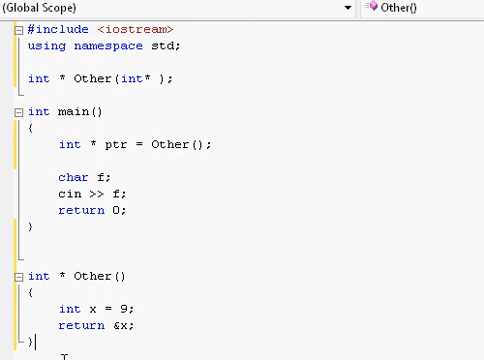 (Global Scope) Other()
#include <iostream>
using namespace std;
int * Other(int* );
int main()
{
int * ptr = Other();
char f;
cin >> f;
return 0;
}
int * Other()
{
int x = 9;
return &x;
}